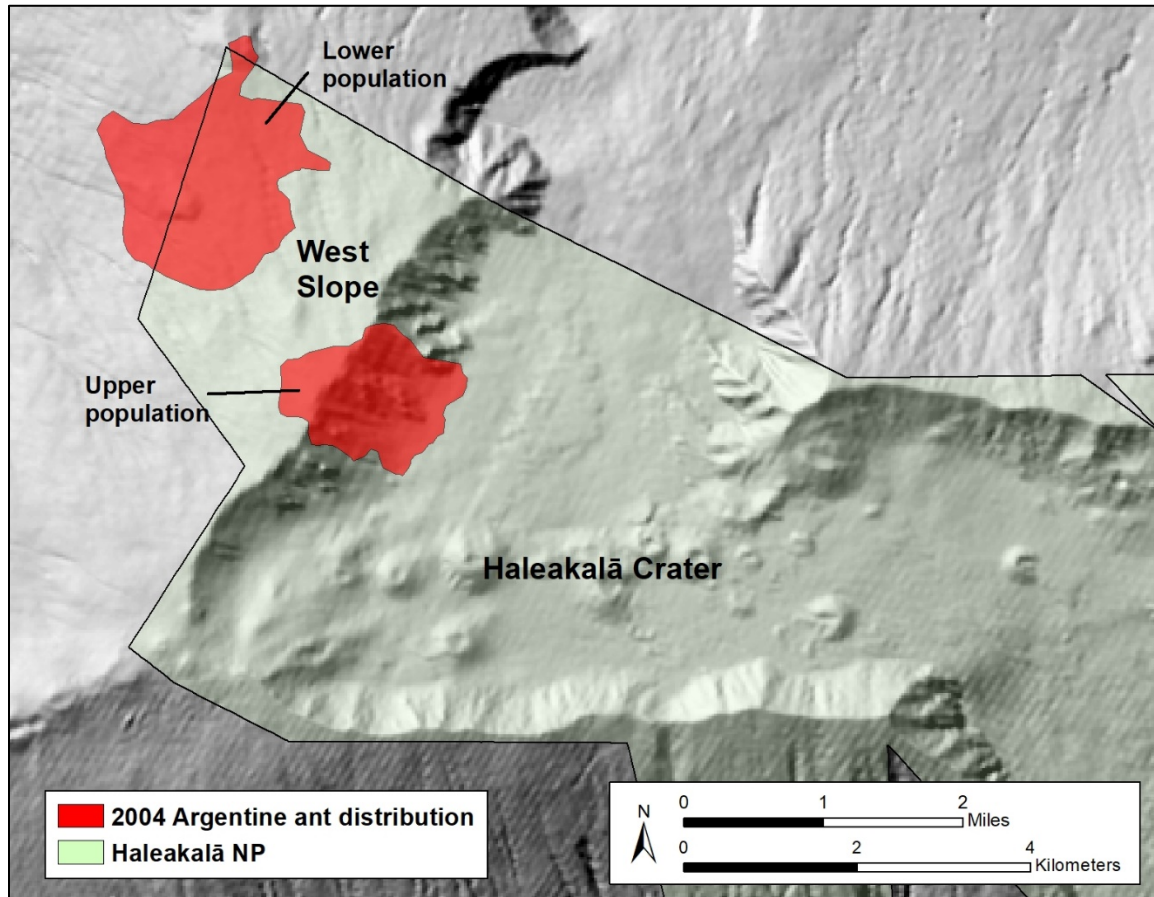 Lower
population
West
Slope
Upper
population
Haleakalā Crater
2004 Argentine ant distribution
Haleakalā NP
N
0 1 2
Miles
0 2 4
Kilometers